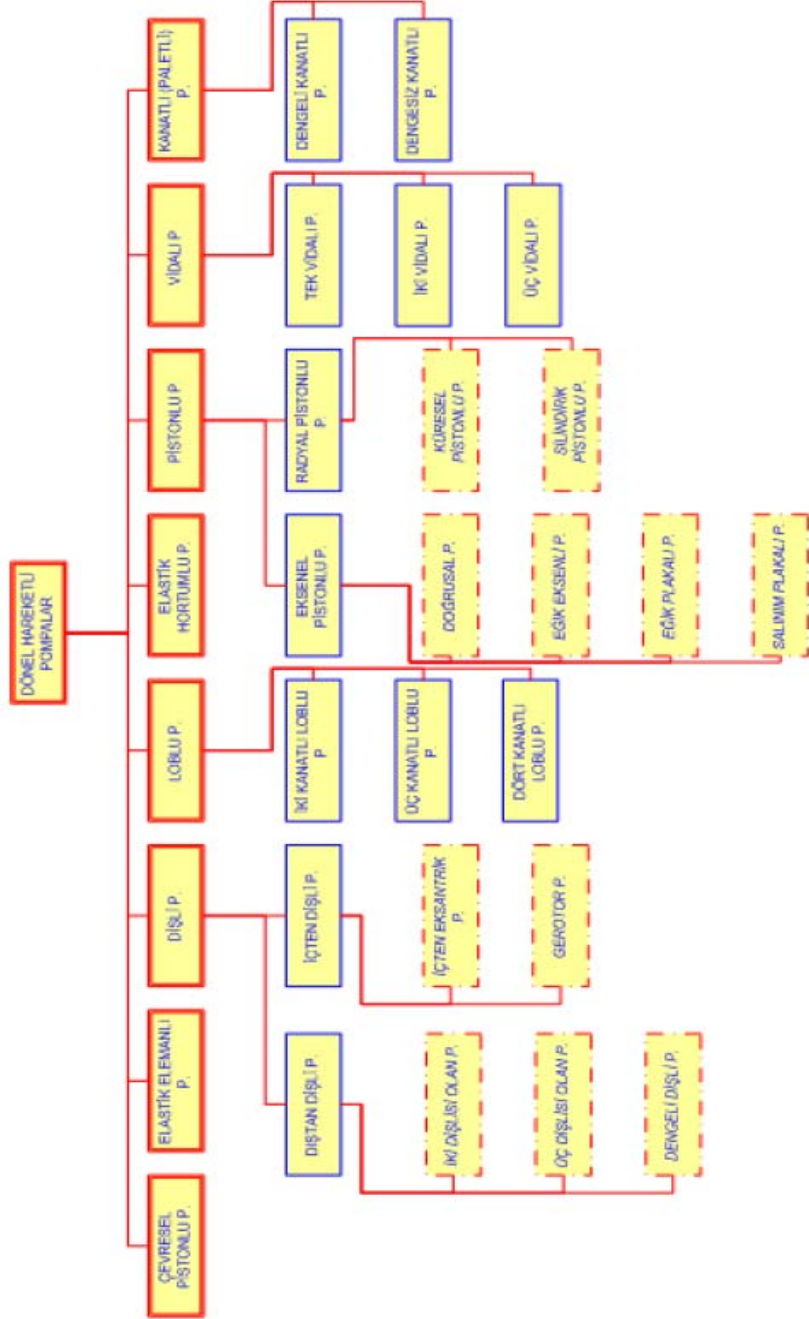 DÖNEL HAREKETLİ
POMPALAR
ÇEVRESEL
PİSTONLU P.
ELASTİK ELEMANLI
P.
DİŞLİ P.
LOBLU P.
ELASTİK
HORTUMLU P.
PİSTONLU P
VİDALI P
KANATLI (PALETLİ)
P.
DIŞTAN DİŞLİ P.
İÇTEN DİŞLİ P.
İKİ KANATLI LOBLU
P
EKSENEL
PİSTONLU P.
RADYAL PİSTONLU
P.
TEK VİDALI P.
DENGELİ KANATLI
P.
İKİ DİŞLİSİ OLAN P.
İÇTEN EKSANTRİK
P.
ÜÇ KANATLI LOBLU
P.
DOĞRUSAL P.
KÜRESEL
PİSTONLU P.
İKİ VİDALI P.
DENGESİZ KANATLI
P.
ÜÇ DİŞLİSİ OLAN P.
GEROTOR P.
DÖRT KANATLI
LOBLU P.
EĞİK EKSENLİ P.
SİLİNDİRİK
PİSTONLU P.
ÜÇ VİDALI P.
DENGELİ DİŞLİ P.
EĞİK PLAKALI P.
SALINIM PLAKALI P.